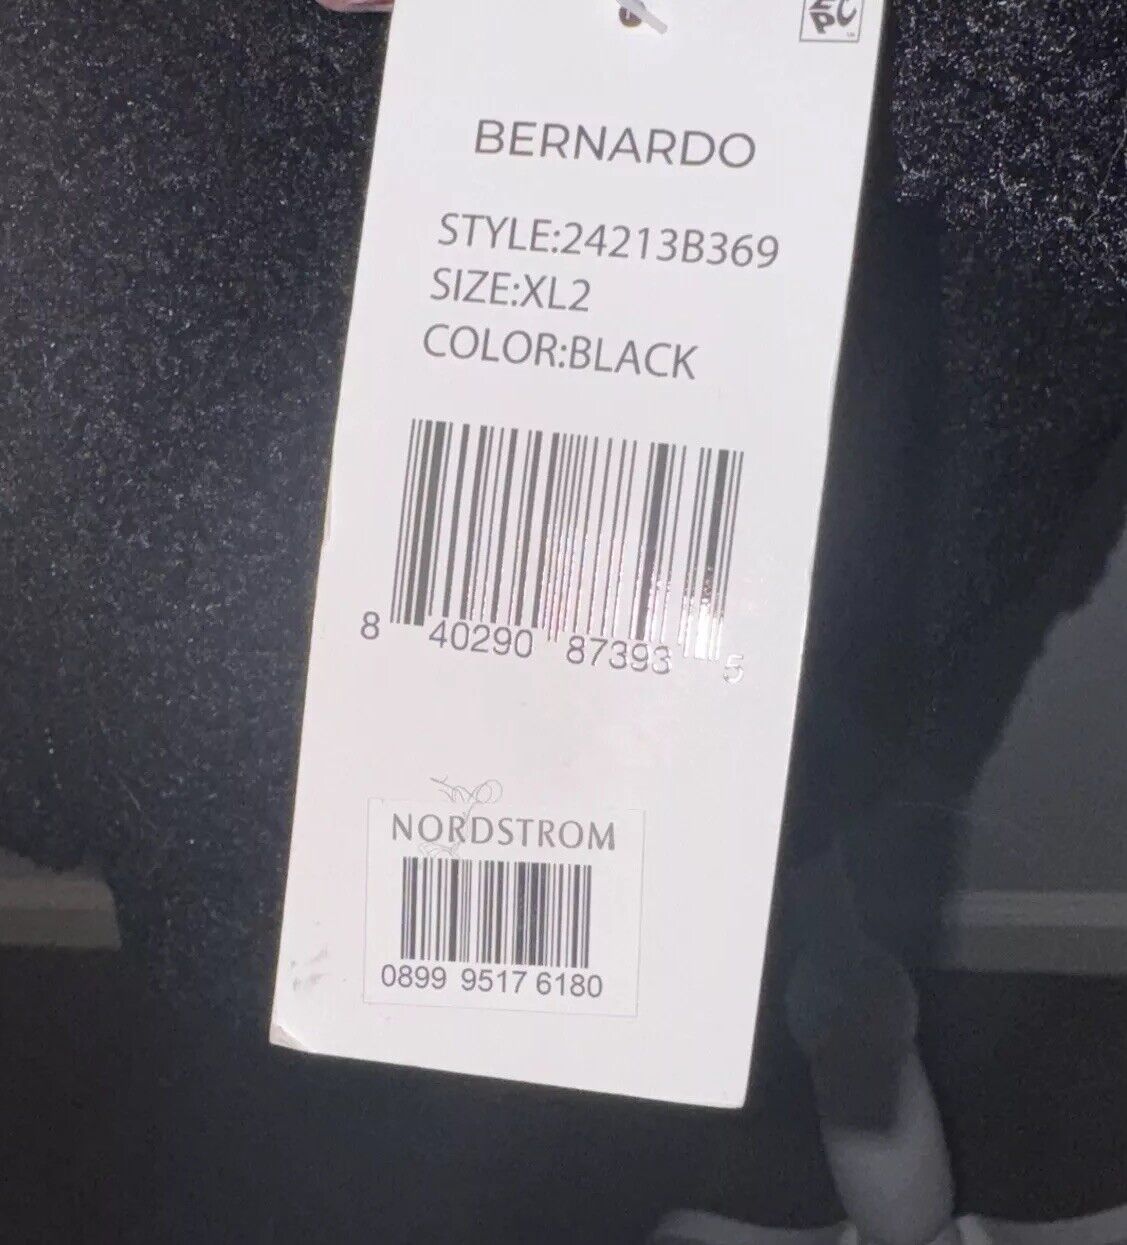 BERNARDO
STYLE:24213B369
SIZE:XL2
COLOR:BLACK
8 40290 87393 5
NORDSTROM
0899 9517 6180